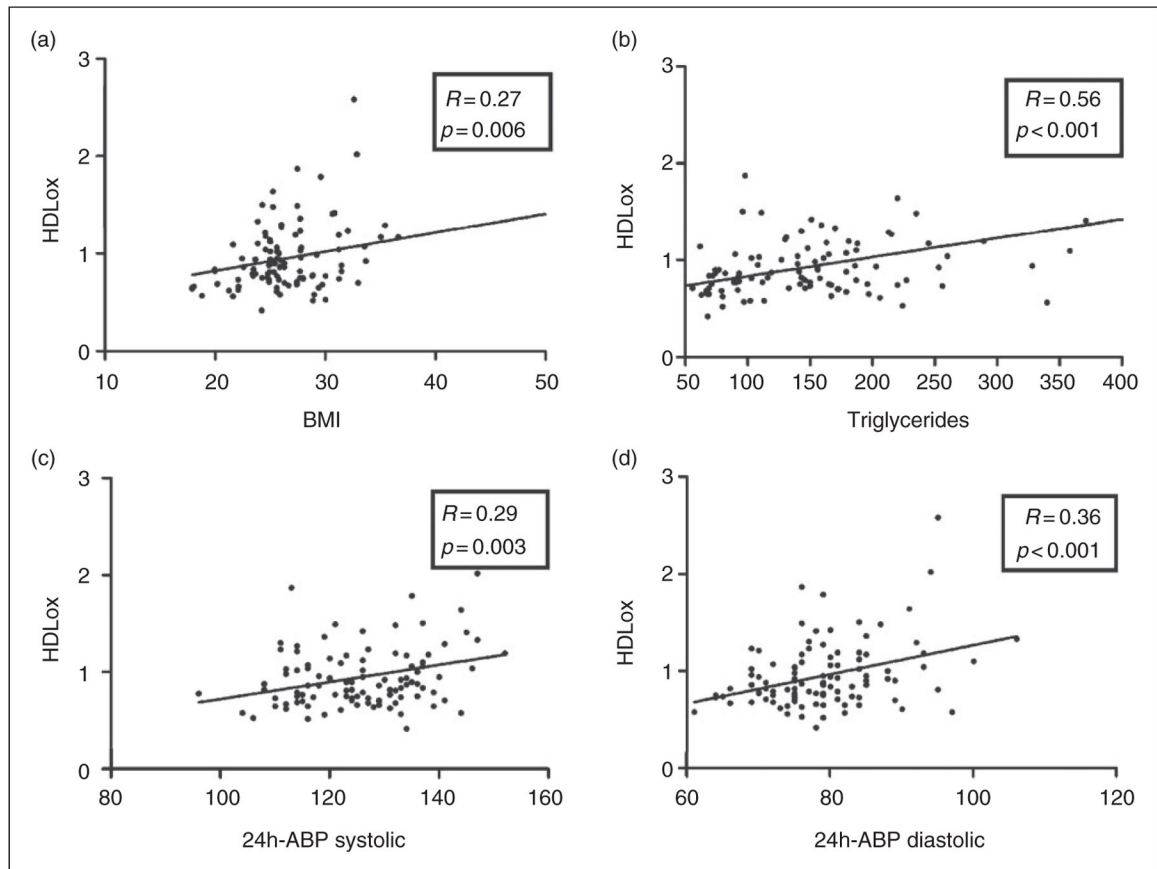 (a)
3
2
1
0
HDLox
R=0.27
p=0.006
10 20 30 40 50
BMI
(b)
3
2
1
0
HDLox
R=0.56
p<0.001
50 100 150 200 250 300 350 400
Triglycerides
(c)
3
2
1
0
HDLox
R=0.29
p=0.003
80 100 120 140 160
24h-ABP systolic
(d)
3
2
1
0
HDLox
R=0.36
p<0.001
60 80 100 120
24h-ABP diastolic